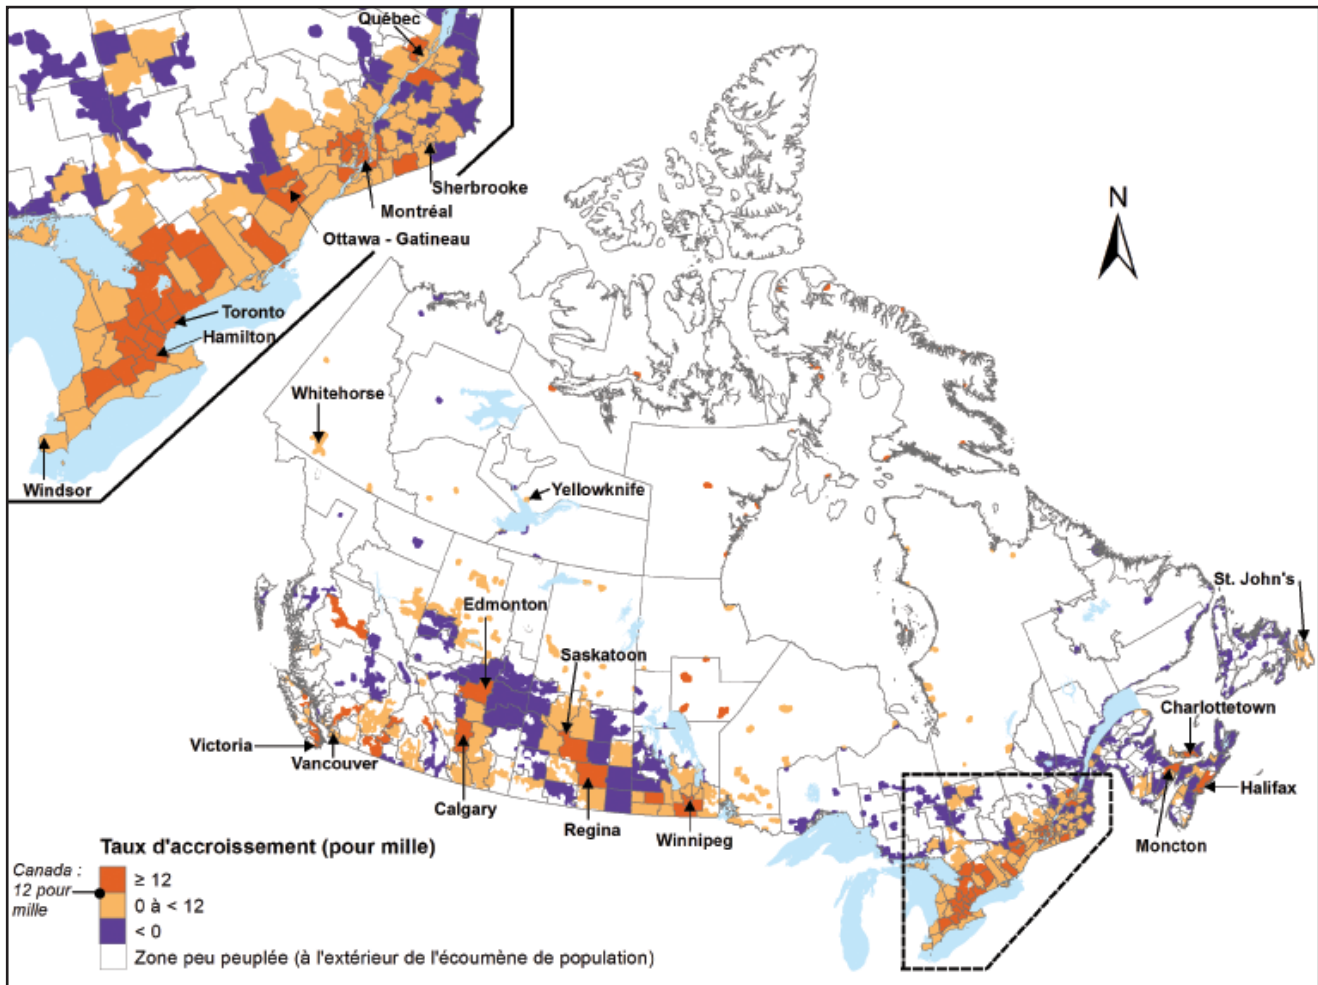 Québec
Sherbrooke
Montréal
Ottawa - Gatineau
Toronto
Hamilton
Windsor
N
Whitehorse
Yellowknife
St. John's
Edmonton
Saskatoon
Charlottetown
Victoria
Vancouver
Halifax
Calgary
Regina
Winnipeg
Moncton
Taux d'accroissement (pour mille)
Canada :
12 pour
mille
≥ 12
0 à < 12
< 0
Zone peu peuplée (à l'extérieur de l'écoumène de population)